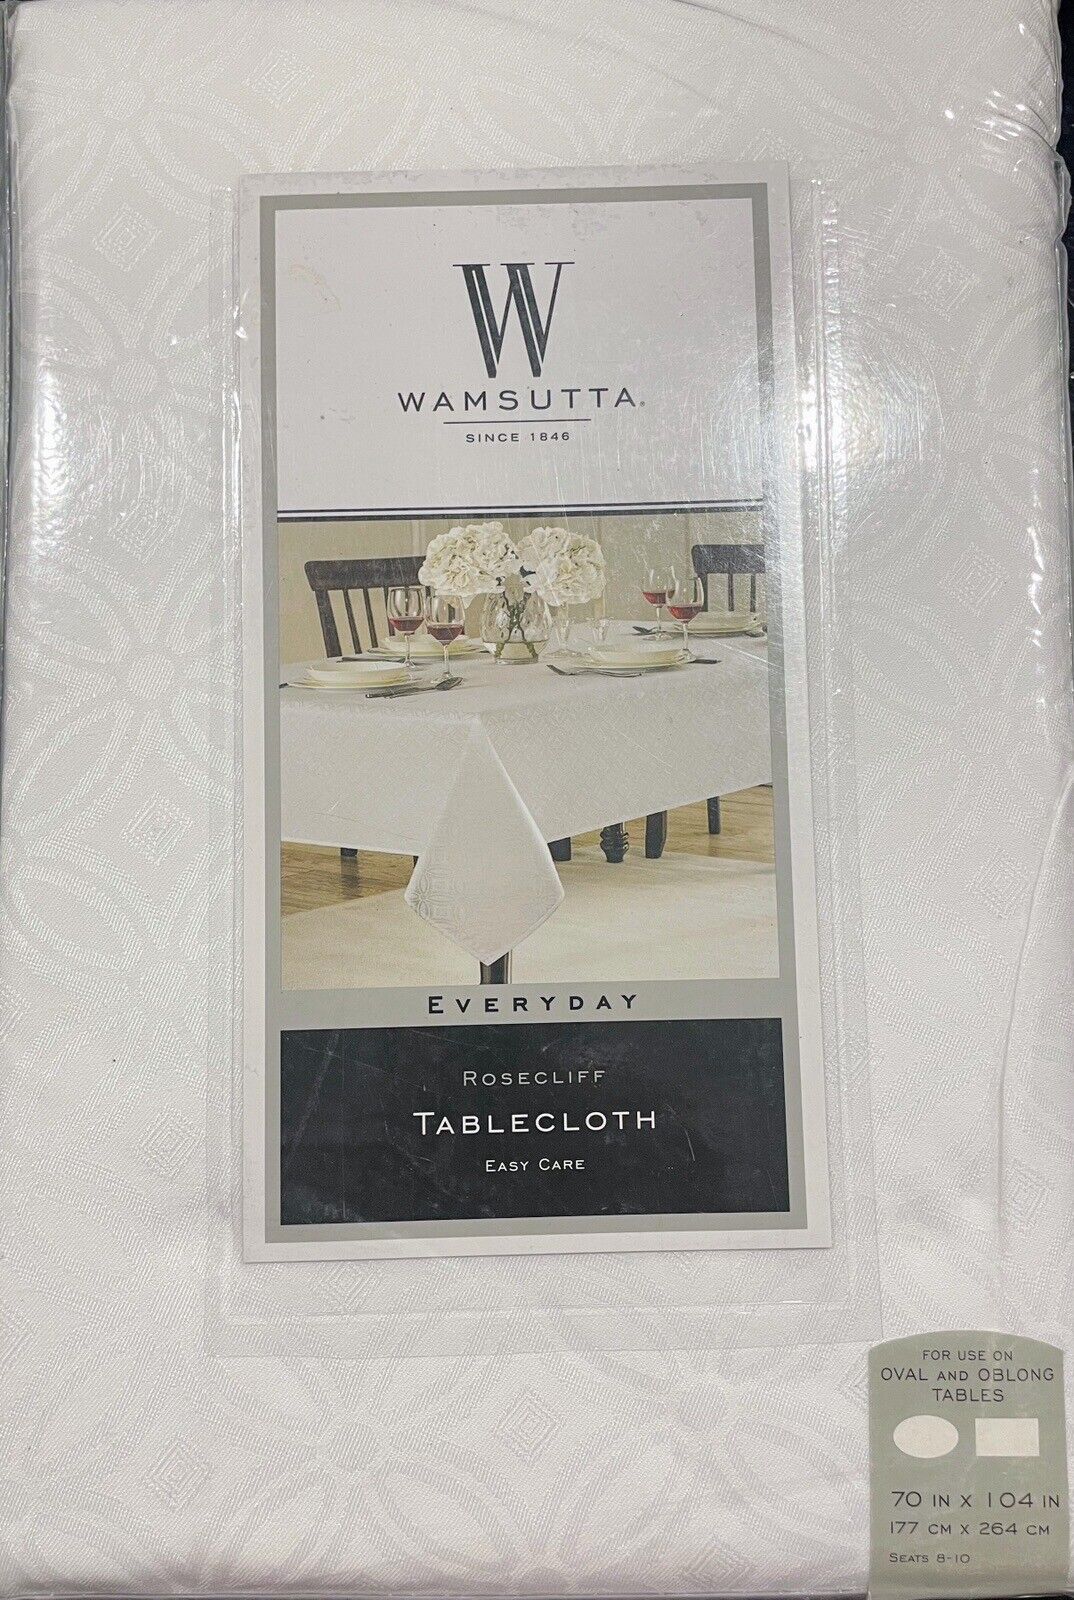 W
WAMSUTTA®
SINCE 1846
EVERYDAY
ROSECLIFF
TABLECLOTH
EASY CARE
FOR USE ON
OVAL AND OBLONG
TABLES
70 IN X 104 IN
177 CM X 264 CM
SEATS 8-10